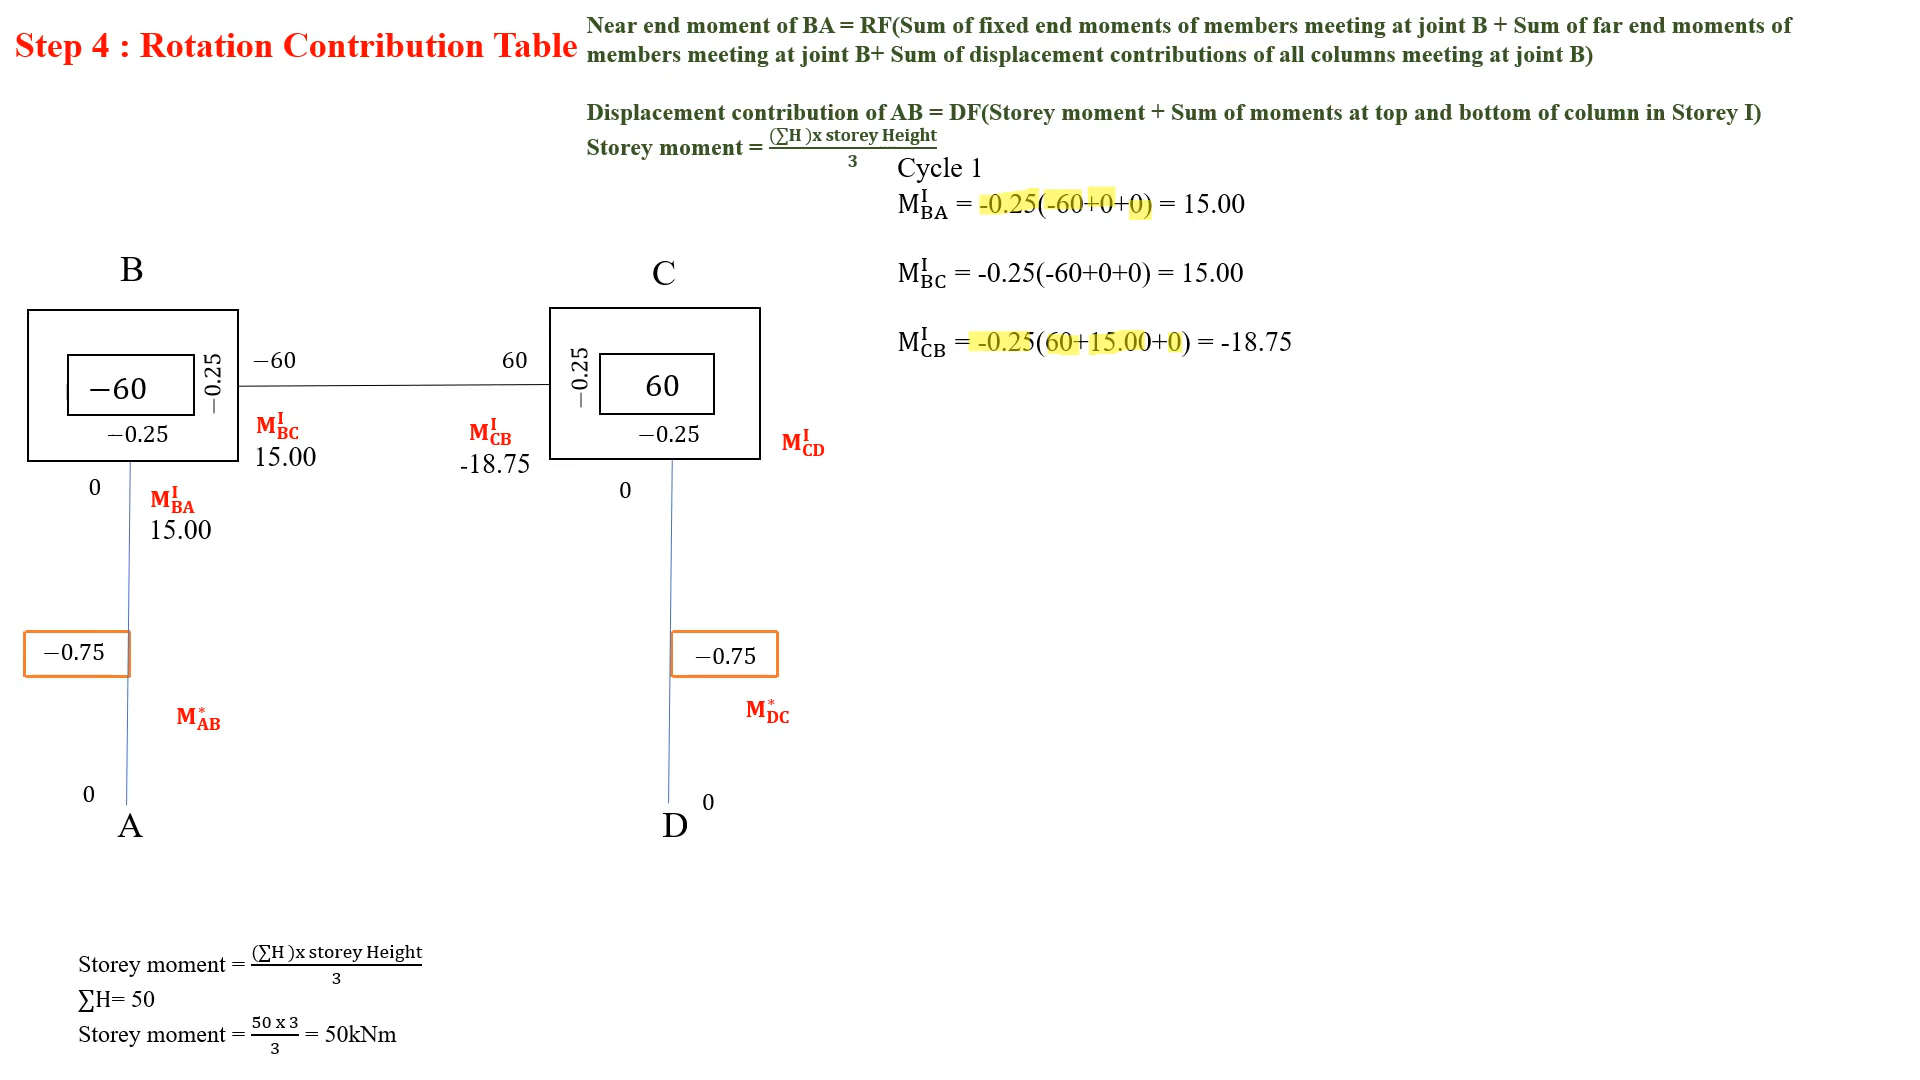 Step 4 : Rotation Contribution Table
Near end moment of BA = RF(Sum of fixed end moments of members meeting at joint B + Sum of far end moments of
members meeting at joint B+ Sum of displacement contributions of all columns meeting at joint B)
Displacement contribution of AB = DF(Storey moment + Sum of moments at top and bottom of column in Storey I)
Storey moment = (∑H )x storey Height / 3
Cycle 1
M^I_BA = -0.25(-60+0+0) = 15.00
M^I_BC = -0.25(-60+0+0) = 15.00
M^I_CB = -0.25(60+15.00+0) = -18.75
B
C
−60
−0.25
−0.25
−60
60
−0.25
60
−0.25
M^I_BC
15.00
M^I_CB
-18.75
M^I_CD
0
M^I_BA
15.00
0
−0.75
−0.75
M^*_AB
M^*_DC
0
A
0
D
Storey moment = (∑H )x storey Height / 3
∑H= 50
Storey moment = 50 x 3 / 3 = 50kNm